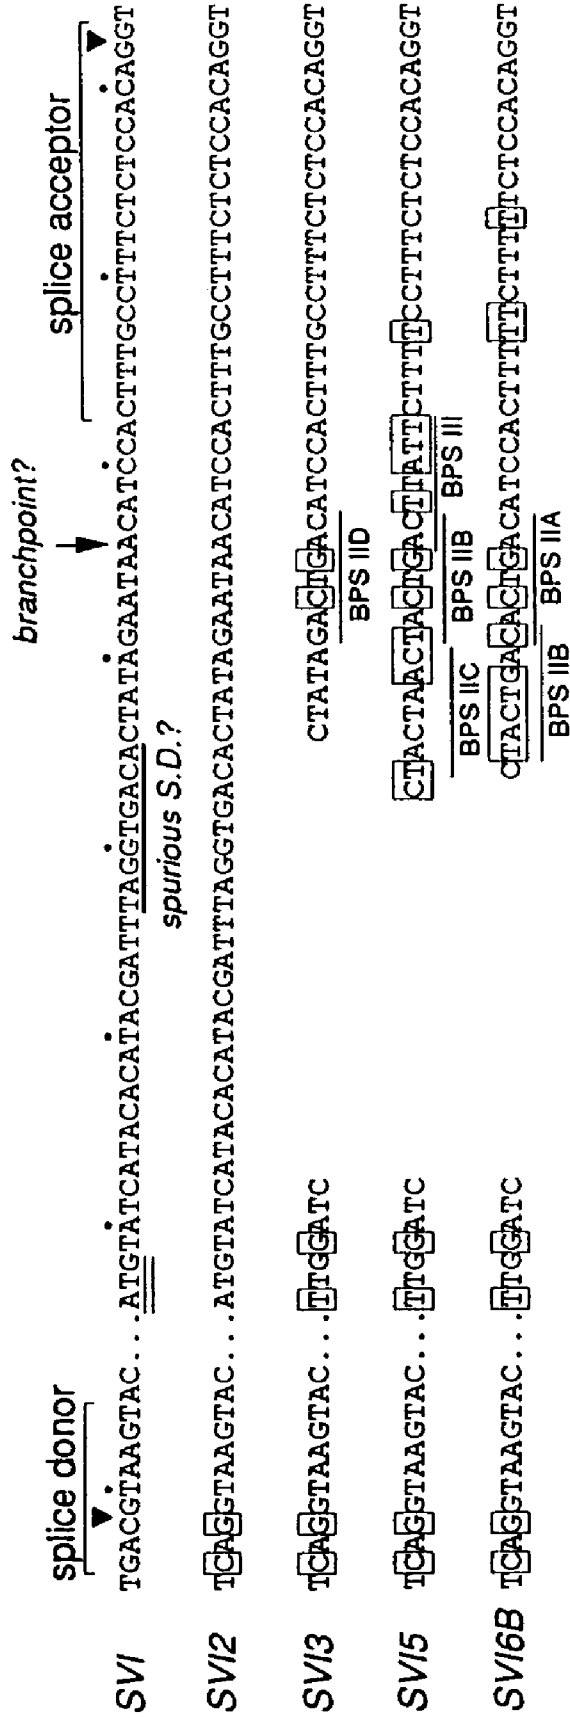 branchpoint?
splice donor splice acceptor
SVI TGACGTAAGTAC...ATGTATCATACACATACGATTTAGGTGACACTATAGAATAACATCCACTTTGCCTTTCTCTCCACAGGT
spurious S.D.?
SVI2 TCAGGTAAGTAC...ATGTATCATACACATACGATTTAGGTGACACTATAGAATAACATCCACTTTGCCTTTCTCTCCACAGGT
SVI3 TCAGGTAAGTAC...TTGGATC CTATAGACTGACATCCACTTTGCCTTTCTCTCCACAGGT
BPS IID
SVI5 TCAGGTAAGTAC...TTGGATC CTACTAACTACTGACTTATTCTTTTCCTTTCTCTCCACAGGT
BPS IIC BPS IIB BPS III
SVI6B TCAGGTAAGTAC...TTGGATC CTACTGACACTGACATCCACTTTTTCTTTTTCTCCACAGGT
BPS IIB BPS IIA